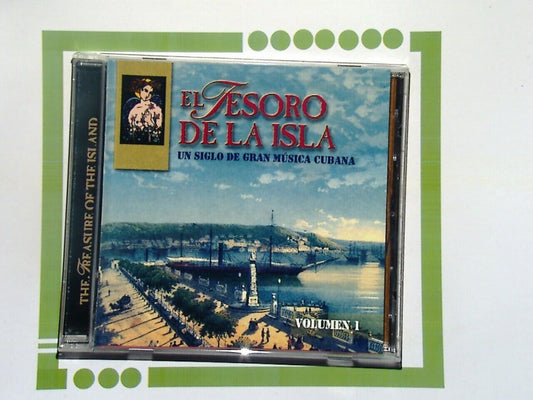 EL TESORO
DE LA ISLA
UN SIGLO DE GRAN MÚSICA CUBANA
VOLUMEN 1
THE TREASURE OF THE ISLAND